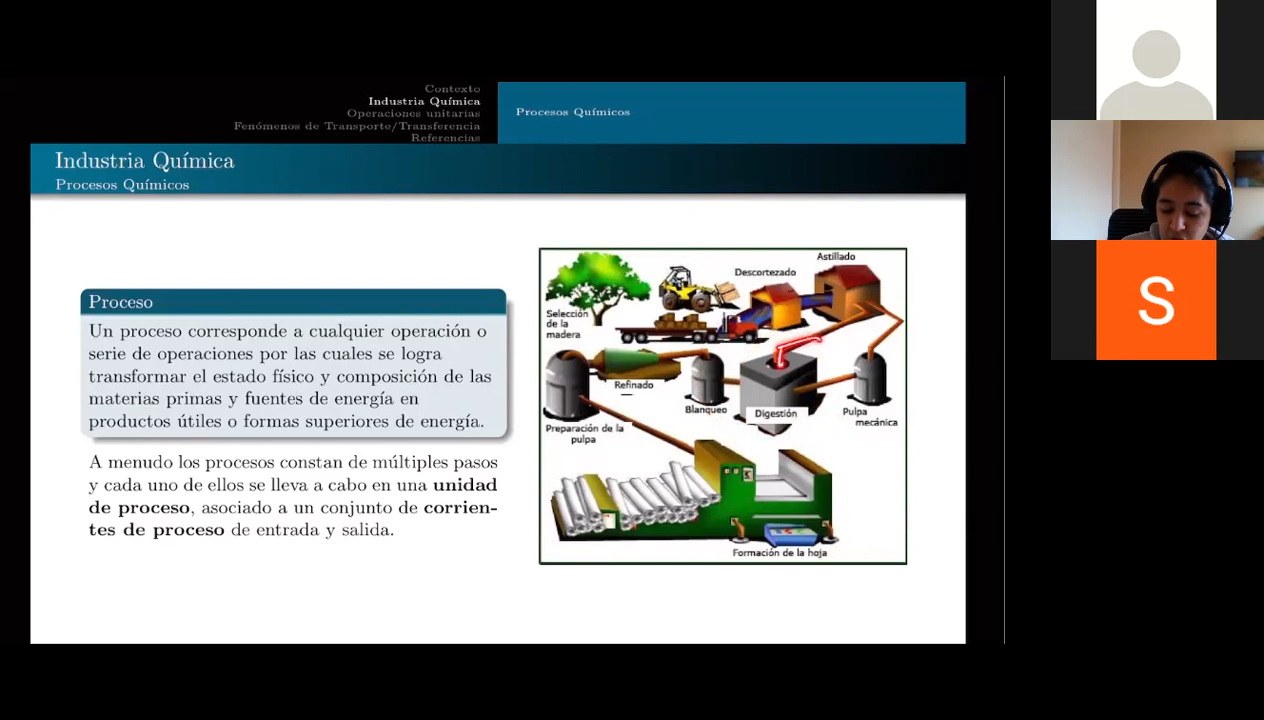 Contexto
Industria Química
Operaciones unitarias
Fenómenos de Transporte/Transferencia
Referencias
Procesos Químicos
Industria Química
Procesos Químicos
Proceso
Un proceso corresponde a cualquier operación o
serie de operaciones por las cuales se logra
transformar el estado físico y composición de las
materias primas y fuentes de energía en
productos útiles o formas superiores de energía.
A menudo los procesos constan de múltiples pasos
y cada uno de ellos se lleva a cabo en una unidad
de proceso, asociado a un conjunto de corrien-
tes de proceso de entrada y salida.
Astillado
Descortezado
Selección
de la
madera
Refinado
Blanqueo
Digestión
Pulpa
mecánica
Preparación de la
pulpa
Formación de la hoja
S